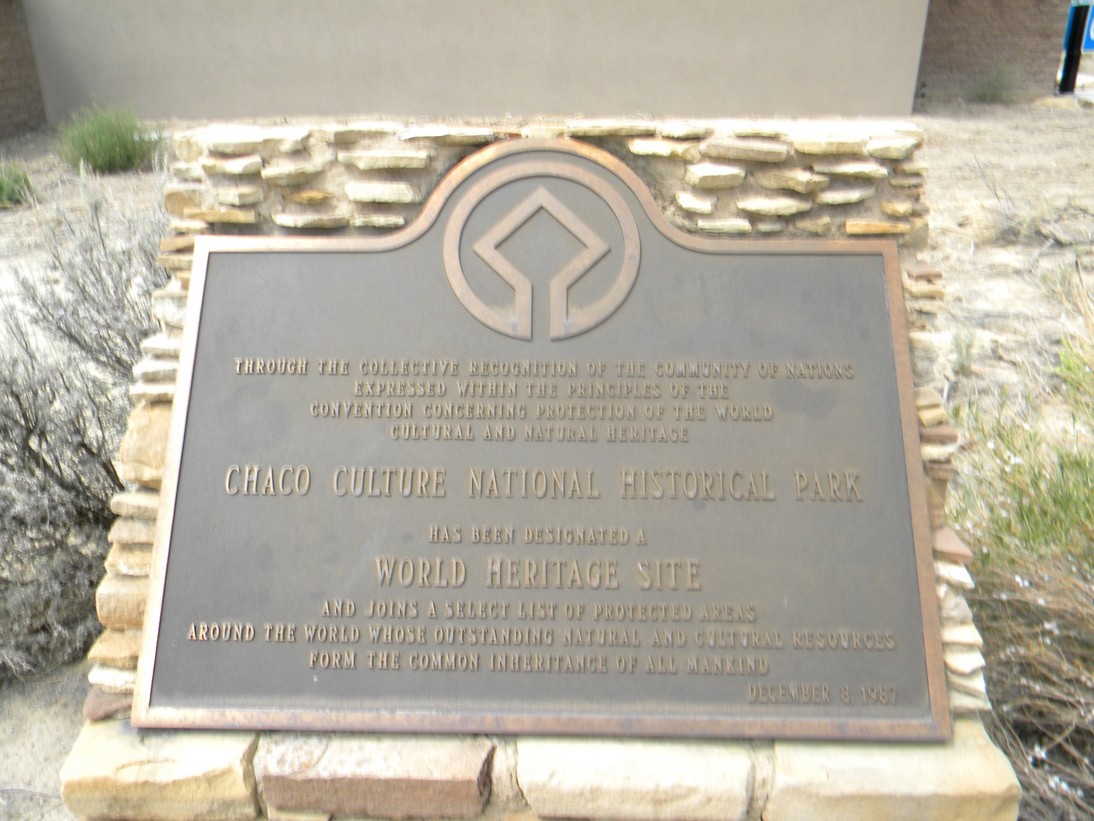 THROUGH THE COLLECTIVE RECOGNITION OF THE COMMUNITY OF NATIONS
EXPRESSED WITHIN THE PRINCIPLES OF THE
CONVENTION CONCERNING PROTECTION OF THE WORLD
CULTURAL AND NATURAL HERITAGE
CHACO CULTURE NATIONAL HISTORICAL PARK
HAS BEEN DESIGNATED A
WORLD HERITAGE SITE
AND JOINS A SELECT LIST OF PROTECTED AREAS
AROUND THE WORLD WHOSE OUTSTANDING NATURAL AND CULTURAL RESOURCES
FORM THE COMMON INHERITANCE OF ALL MANKIND
DECEMBER 8, 1987